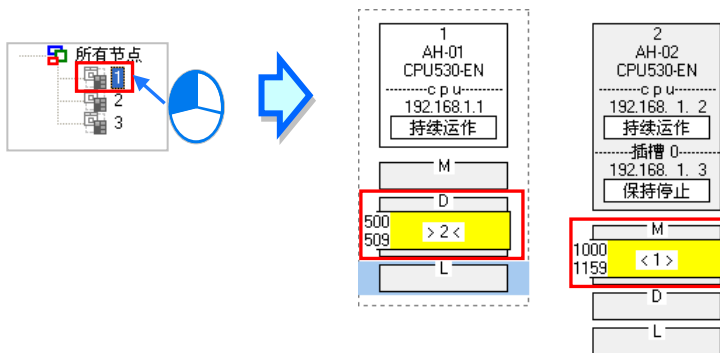 所有节点
1
2
3
1
AH-01
CPU530-EN
cpu
192.168.1.1
持续运作
M
D
500
509
>2<
L
2
AH-02
CPU530-EN
cpu
192.168. 1. 2
持续运作
插槽 0
192.168. 1. 3
保持停止
M
1000
1159
<1>
D
L